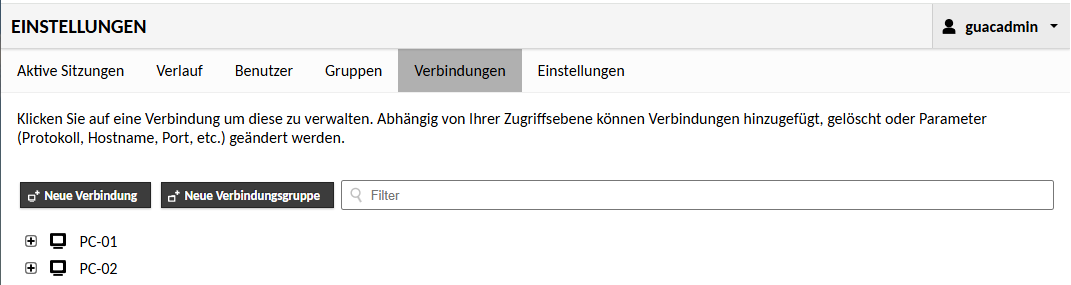 EINSTELLUNGEN
guacadmin
Aktive Sitzungen
Verlauf
Benutzer
Gruppen
Verbindungen
Einstellungen
Klicken Sie auf eine Verbindung um diese zu verwalten. Abhängig von Ihrer Zugriffsebene können Verbindungen hinzugefügt, gelöscht oder Parameter
(Protokoll, Hostname, Port, etc.) geändert werden.
Neue Verbindung
Neue Verbindungsgruppe
Filter
PC-01
PC-02